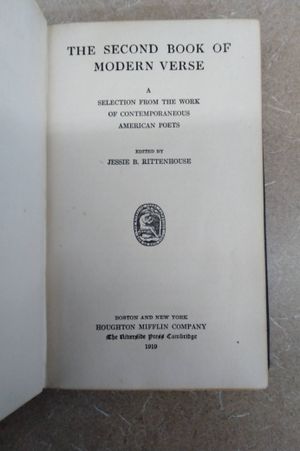 THE SECOND BOOK OF
MODERN VERSE
A
SELECTION FROM THE WORK
OF CONTEMPORANEOUS
AMERICAN POETS
EDITED BY
JESSIE B. RITTENHOUSE
BOSTON AND NEW YORK
HOUGHTON MIFFLIN COMPANY
The Riverside Press Cambridge
1919